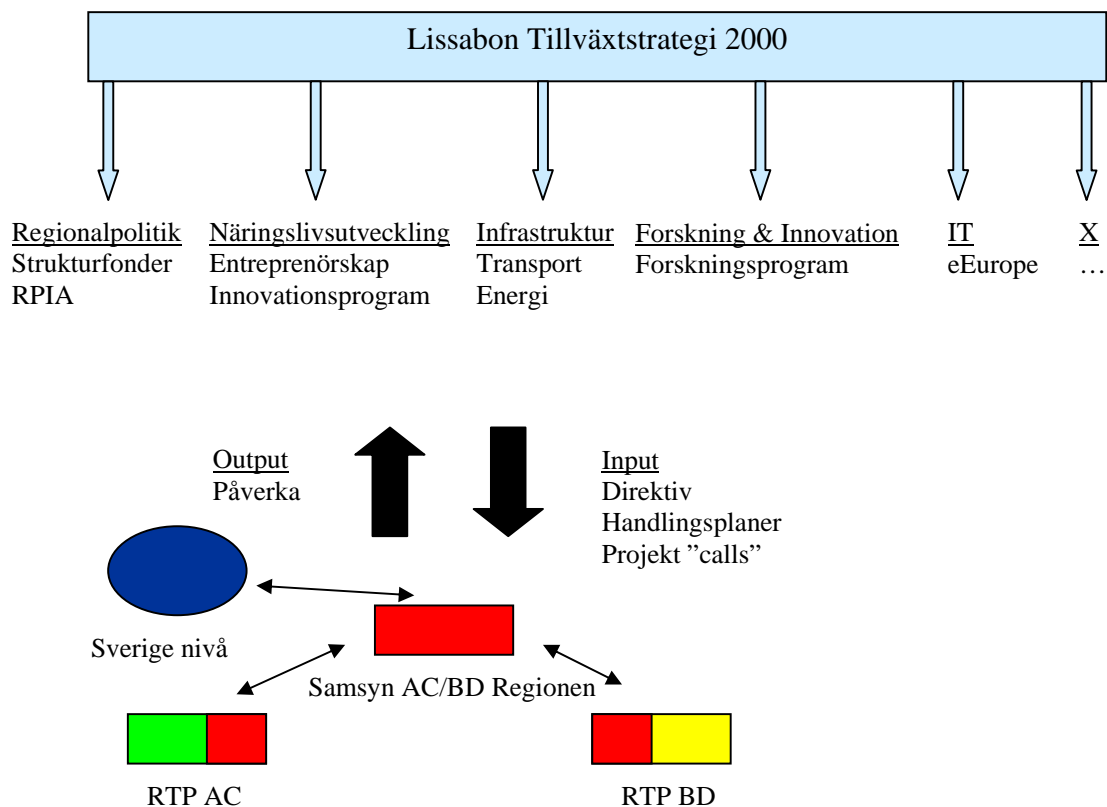 Lissabon Tillväxtstrategi 2000
Regionalpolitik
Strukturfonder
RPIA
Näringslivsutveckling
Entreprenörskap
Innovationsprogram
Infrastruktur
Transport
Energi
Forskning & Innovation
Forskningsprogram
IT
eEurope
X
…
Output
Påverka
Input
Direktiv
Handlingsplaner
Projekt ”calls”
Sverige nivå
Samsyn AC/BD Regionen
RTP AC
RTP BD